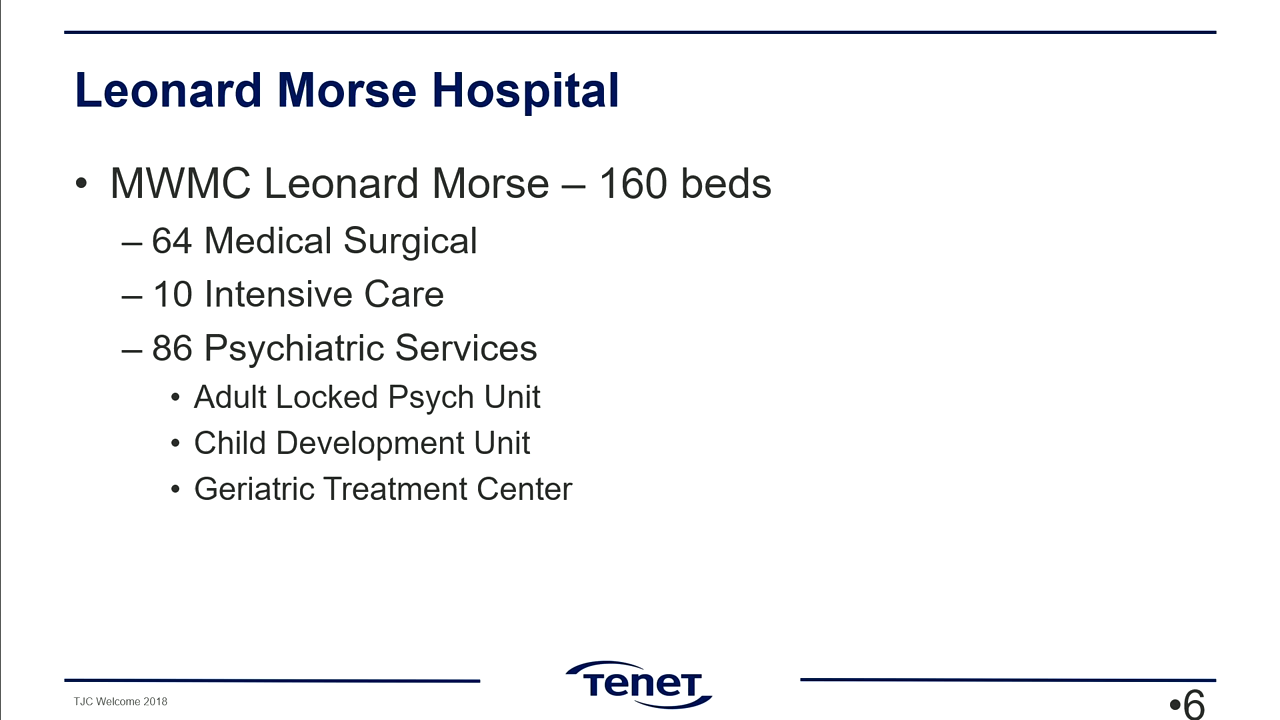 Leonard Morse Hospital
• MWMC Leonard Morse – 160 beds
– 64 Medical Surgical
– 10 Intensive Care
– 86 Psychiatric Services
• Adult Locked Psych Unit
• Child Development Unit
• Geriatric Treatment Center
TJC Welcome 2018
Tenet
•6